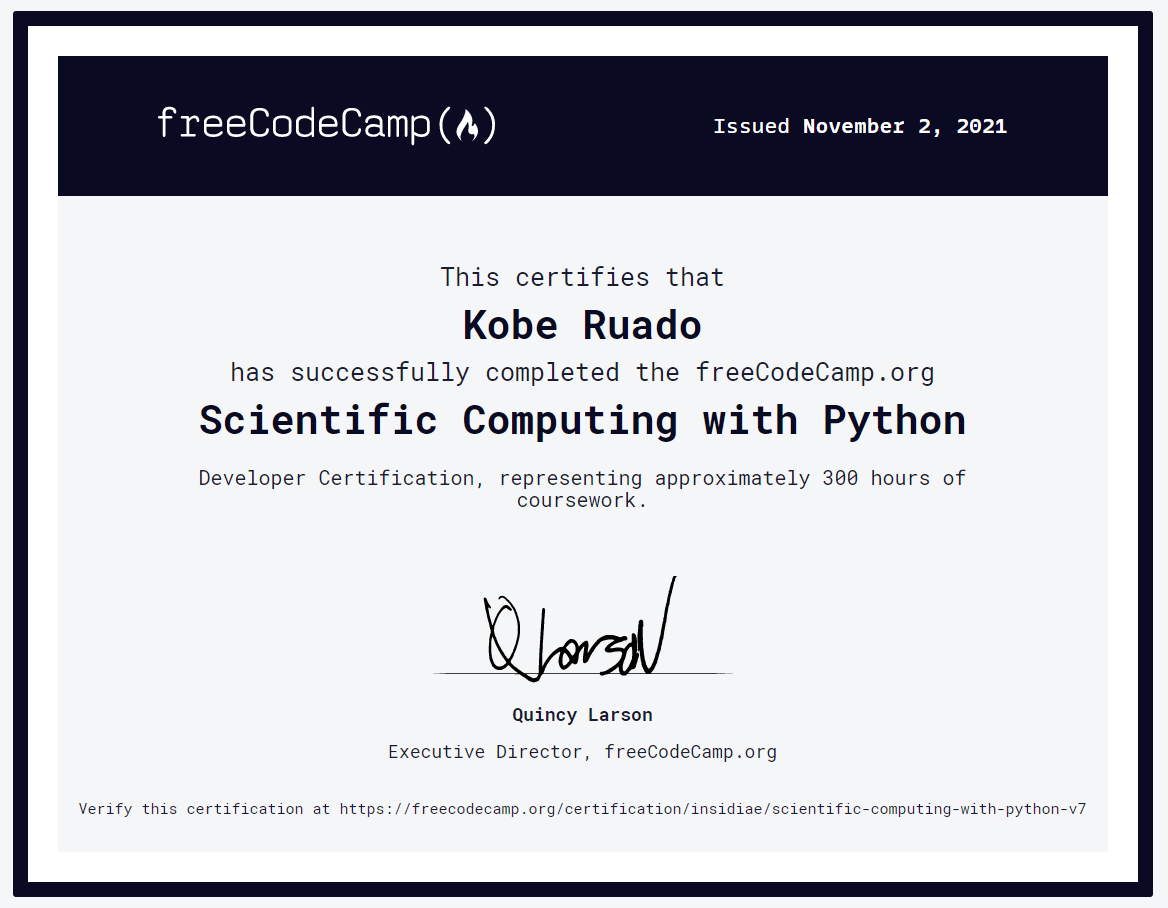 freeCodeCamp(🔥)
Issued November 2, 2021
This certifies that
Kobe Ruado
has successfully completed the freeCodeCamp.org
Scientific Computing with Python
Developer Certification, representing approximately 300 hours of
coursework.
Q Larson
Quincy Larson
Executive Director, freeCodeCamp.org
Verify this certification at https://freecodecamp.org/certification/insidiae/scientific-computing-with-python-v7